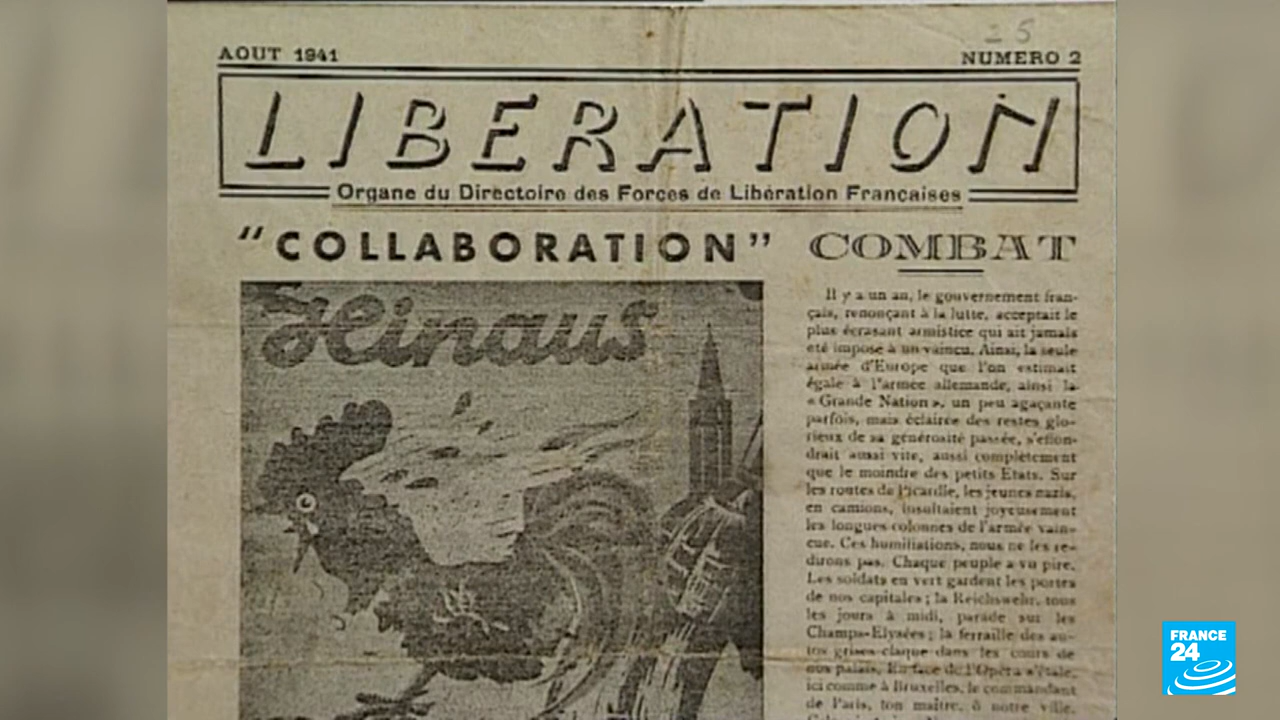 25
AOUT 1941
NUMERO 2
LIBERATION
Organe du Directoire des Forces de Libération Françaises
"COLLABORATION"
Hinaus
COMBAT
Il y a un an, le gouvernement fran-
çais, renonçant à la lutte, acceptait le
plus écrasant armistice qui ait jamais
été imposé à un vaincu. Ainsi, la seule
armée d'Europe que l'on estimait
égale à l'armée allemande, ainsi la
« Grande Nation », un peu agaçante
parfois, mais éclairée des restes glo-
rieux de sa générosité passée, s'effon-
drait aussi vite, aussi complètement
que le moindre des petits Etats. Sur
les routes de Picardie, les jeunes nazis,
en camions, insultaient joyeusement
les longues colonnes de l'armée vain-
cue. Ces humiliations, nous ne les re-
dirons pas. Chaque peuple a vu pire.
Les soldats en vert gardent les portes
de nos capitales ; la Reichswehr, tous
les jours à midi, parade sur les
Champs-Elysées ; la ferraille des au-
tos grises claque dans les cours de
nos palais. En face de l'Opéra s'étale,
ici comme à Bruxelles, le commandant
de Paris, ton maître, ô notre ville.
FRANCE
24